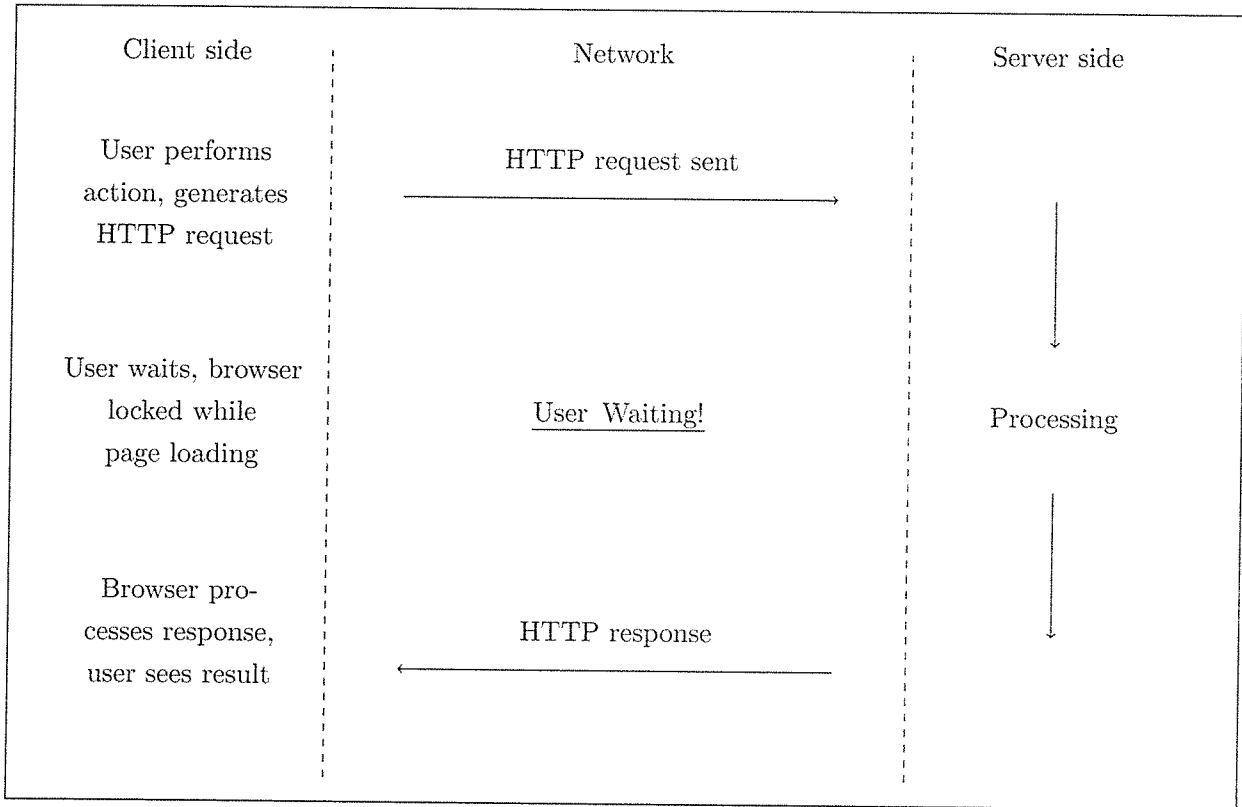 Client side
Network
Server side
User performs
action, generates
HTTP request
HTTP request sent
User waits, browser
locked while
page loading
User Waiting!
Processing
Browser pro-
cesses response,
user sees result
HTTP response